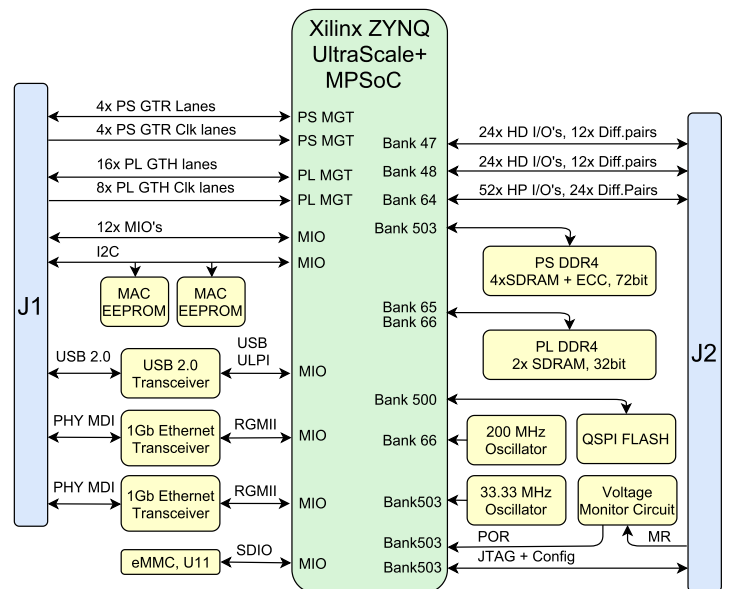 Xilinx ZYNQ
UltraScale+
MPSoC
J1
4x PS GTR Lanes
PS MGT
4x PS GTR Clk lanes
PS MGT
16x PL GTH lanes
PL MGT
8x PL GTH Clk lanes
PL MGT
12x MIO's
MIO
I2C
MIO
MAC
EEPROM
MAC
EEPROM
USB 2.0
USB 2.0
Transceiver
USB
ULPI
MIO
PHY MDI
1Gb Ethernet
Transceiver
RGMII
MIO
PHY MDI
1Gb Ethernet
Transceiver
RGMII
MIO
eMMC, U11
SDIO
MIO
Bank 47
24x HD I/O's, 12x Diff.pairs
Bank 48
24x HD I/O's, 12x Diff.pairs
Bank 64
52x HP I/O's, 24x Diff.Pairs
Bank 503
PS DDR4
4xSDRAM + ECC, 72bit
Bank 65
Bank 66
PL DDR4
2x SDRAM, 32bit
Bank 500
QSPI FLASH
Bank 66
200 MHz
Oscillator
Bank503
33.33 MHz
Oscillator
Voltage
Monitor Circuit
Bank503
POR
MR
Bank503
JTAG + Config
J2